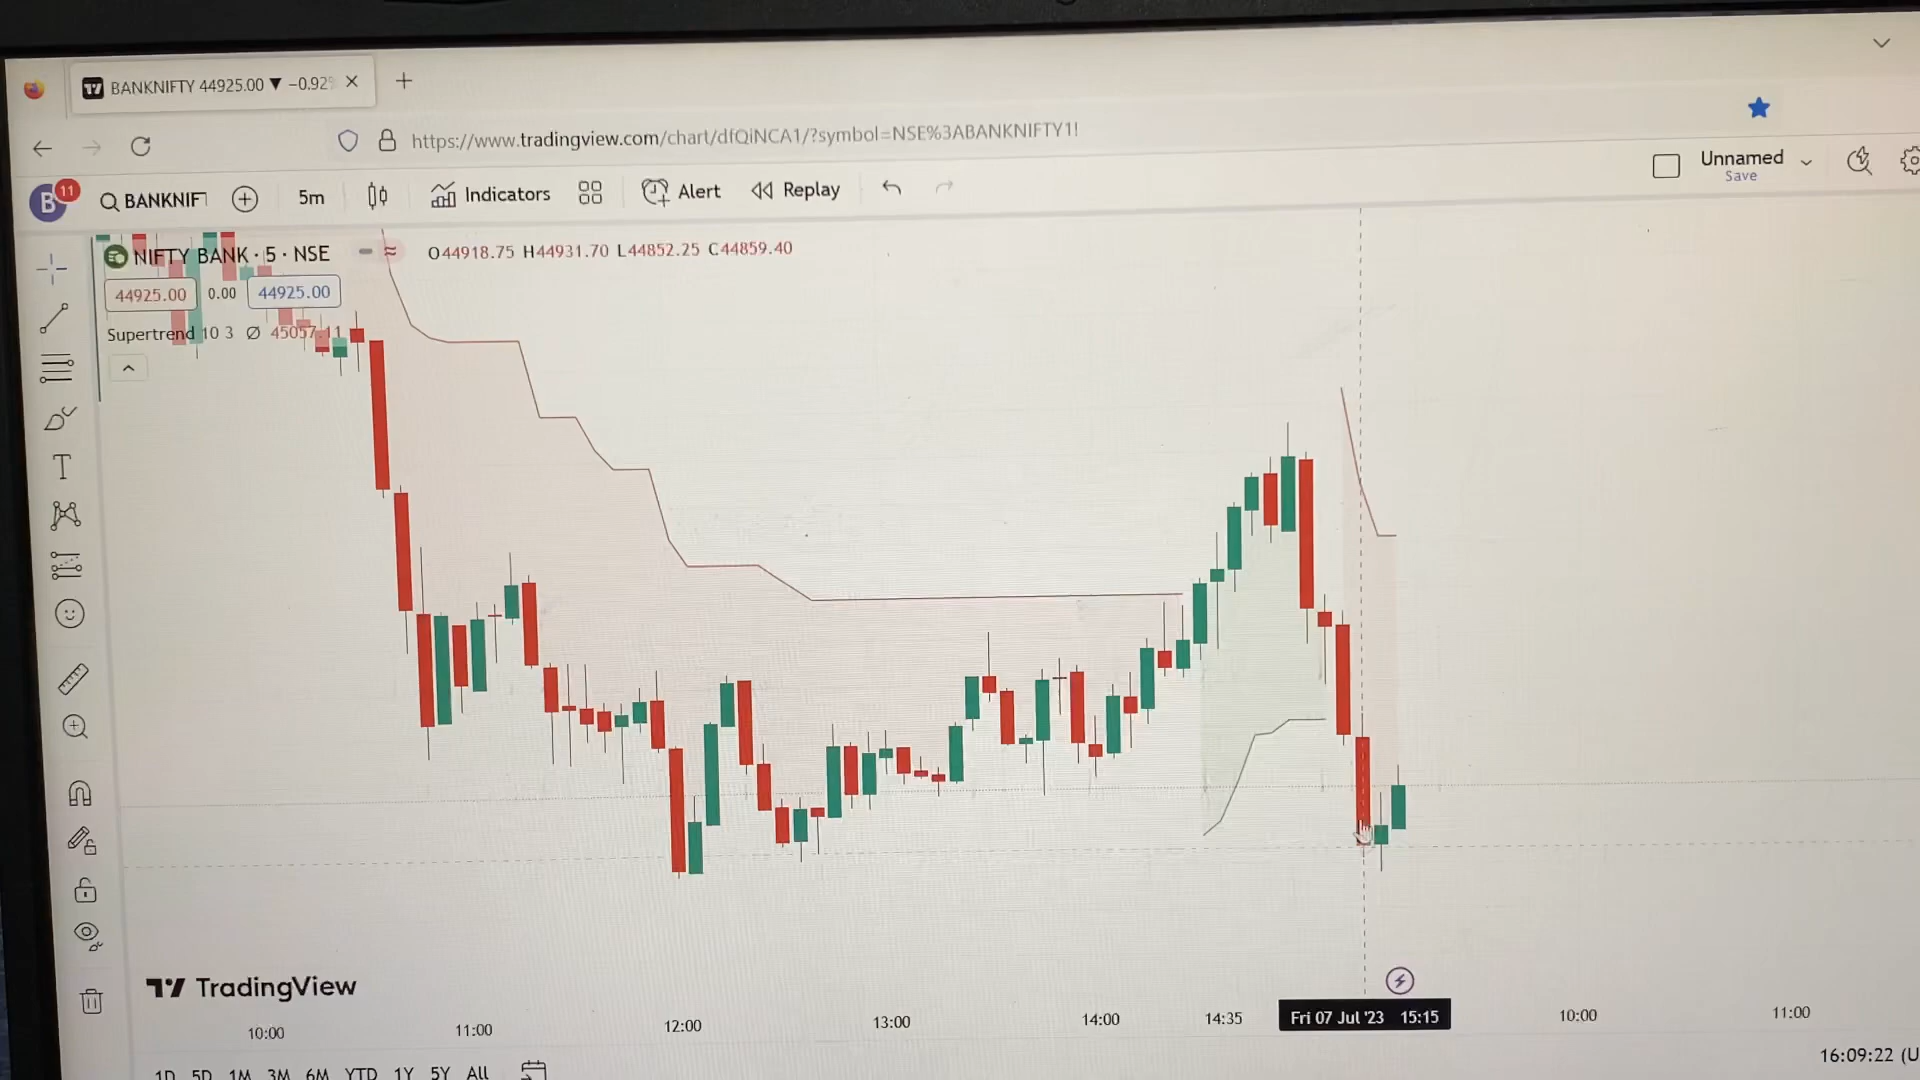 BANKNIFTY 44925.00 ▼ −0.92%
https://www.tradingview.com/chart/dfQiNCA1/?symbol=NSE%3ABANKNIFTY1!
B 11 BANKNIF 5m Indicators Alert Replay Unnamed
Save
NIFTY BANK · 5 · NSE O44918.75 H44931.70 L44852.25 C44859.40
44925.00 0.00 44925.00
Supertrend 10 3 Ø 45057.11
T
TradingView
10:00 11:00 12:00 13:00 14:00 14:35 Fri 07 Jul '23 15:15 10:00 11:00
16:09:22 (U
1D 5D 1M 3M 6M YTD 1Y 5Y All